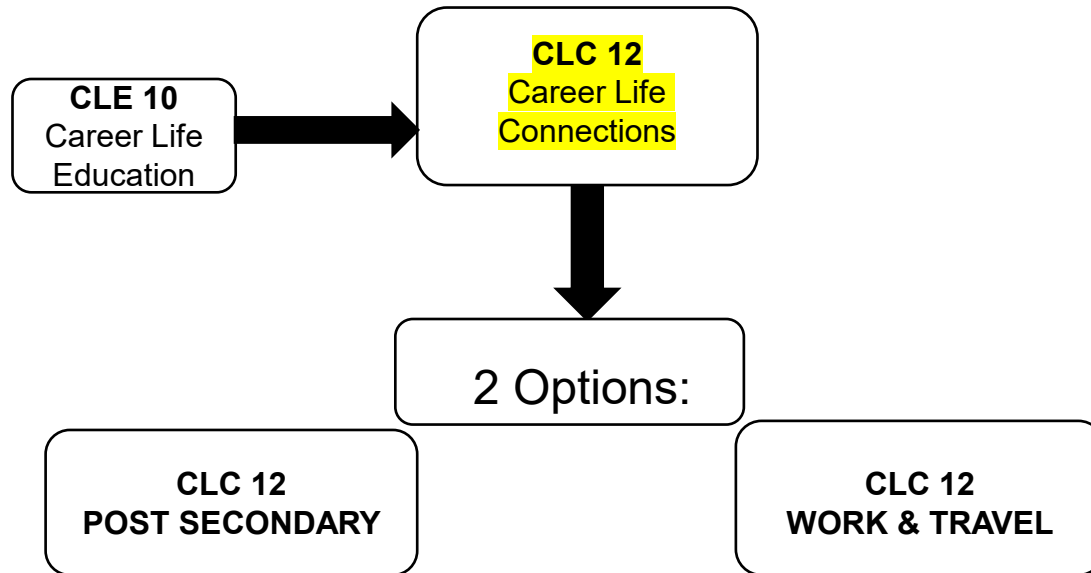 CLE 10
Career Life
Education
CLC 12
Career Life
Connections
2 Options:
CLC 12
POST SECONDARY
CLC 12
WORK & TRAVEL